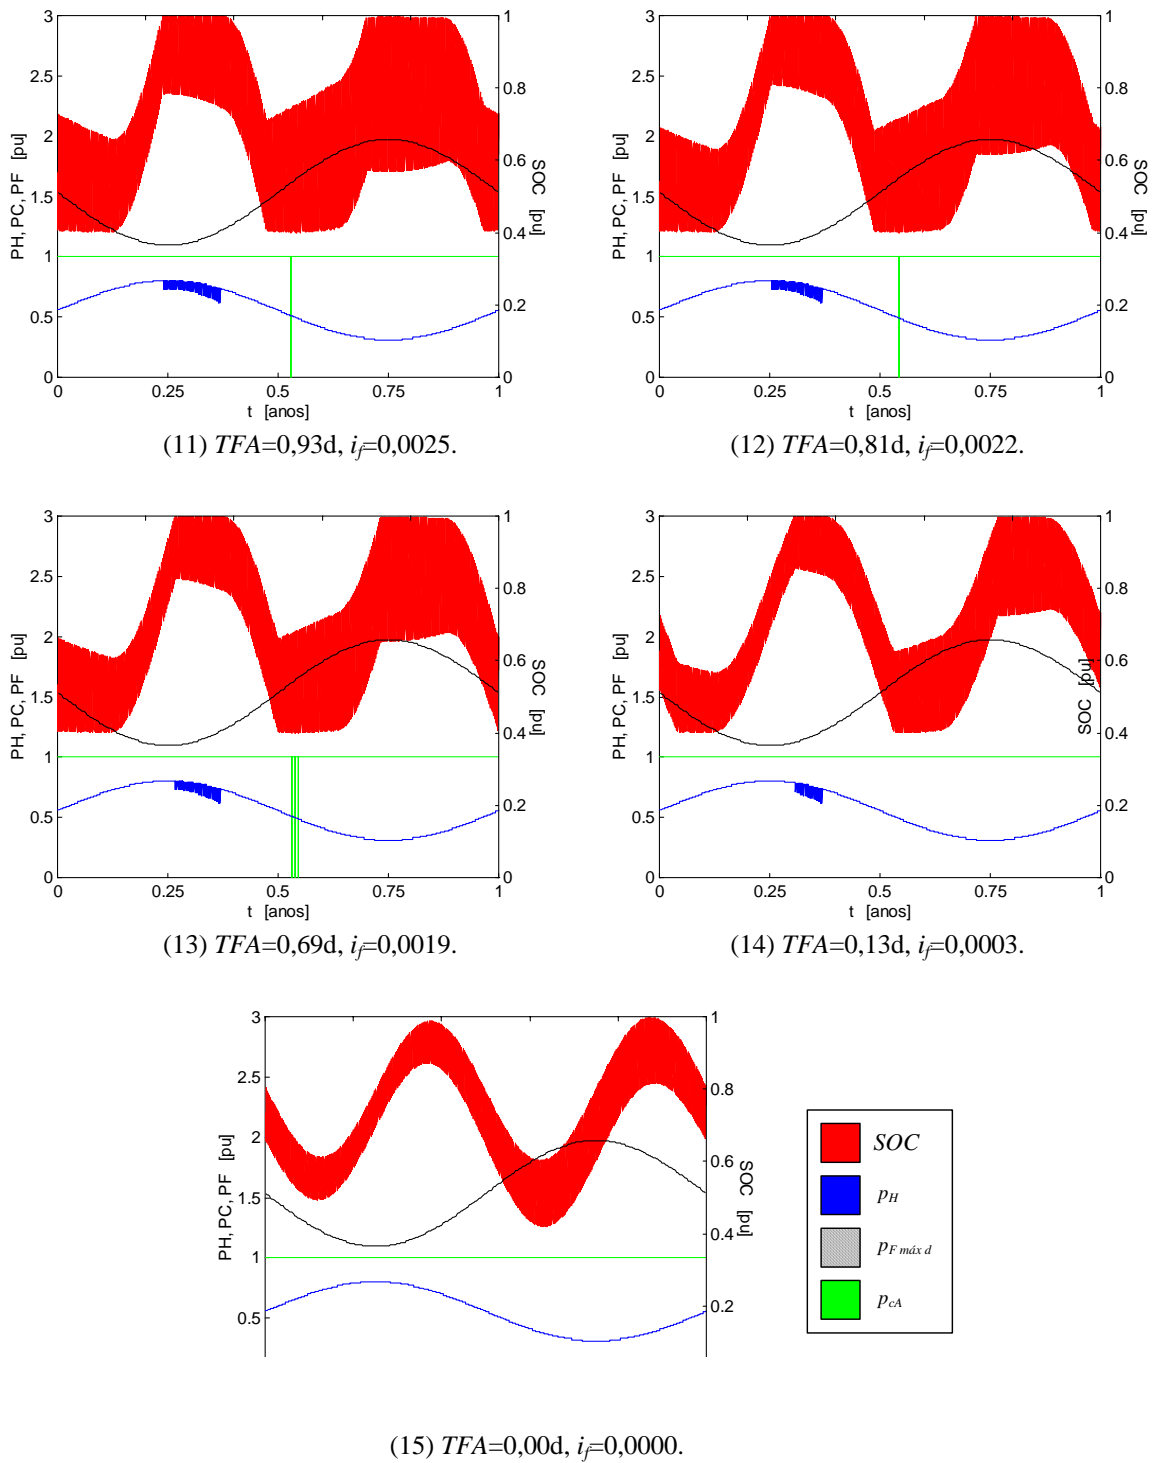 3
2.5
2
1.5
1
0.5
0
PH, PC, PF [pu]
1
0.8
0.6
0.4
0.2
0
SOC [pu]
0 0.25 0.5 0.75 1
t [anos]
(11) TFA=0,93d, if=0,0025.
3
2.5
2
1.5
1
0.5
0
PH, PC, PF [pu]
1
0.8
0.6
0.4
0.2
0
SOC [pu]
0 0.25 0.5 0.75 1
t [anos]
(12) TFA=0,81d, if=0,0022.
3
2.5
2
1.5
1
0.5
0
PH, PC, PF [pu]
1
0.8
0.6
0.4
0.2
0
SOC [pu]
0 0.25 0.5 0.75 1
t [anos]
(13) TFA=0,69d, if=0,0019.
3
2.5
2
1.5
1
0.5
0
PH, PC, PF [pu]
1
0.8
0.6
0.4
0.2
0
SOC [pu]
0 0.25 0.5 0.75 1
t [anos]
(14) TFA=0,13d, if=0,0003.
3
2.5
2
1.5
1
0.5
PH, PC, PF [pu]
1
0.8
0.6
0.4
0.2
SOC [pu]
SOC
pH
pF máx d
pcA
(15) TFA=0,00d, if=0,0000.